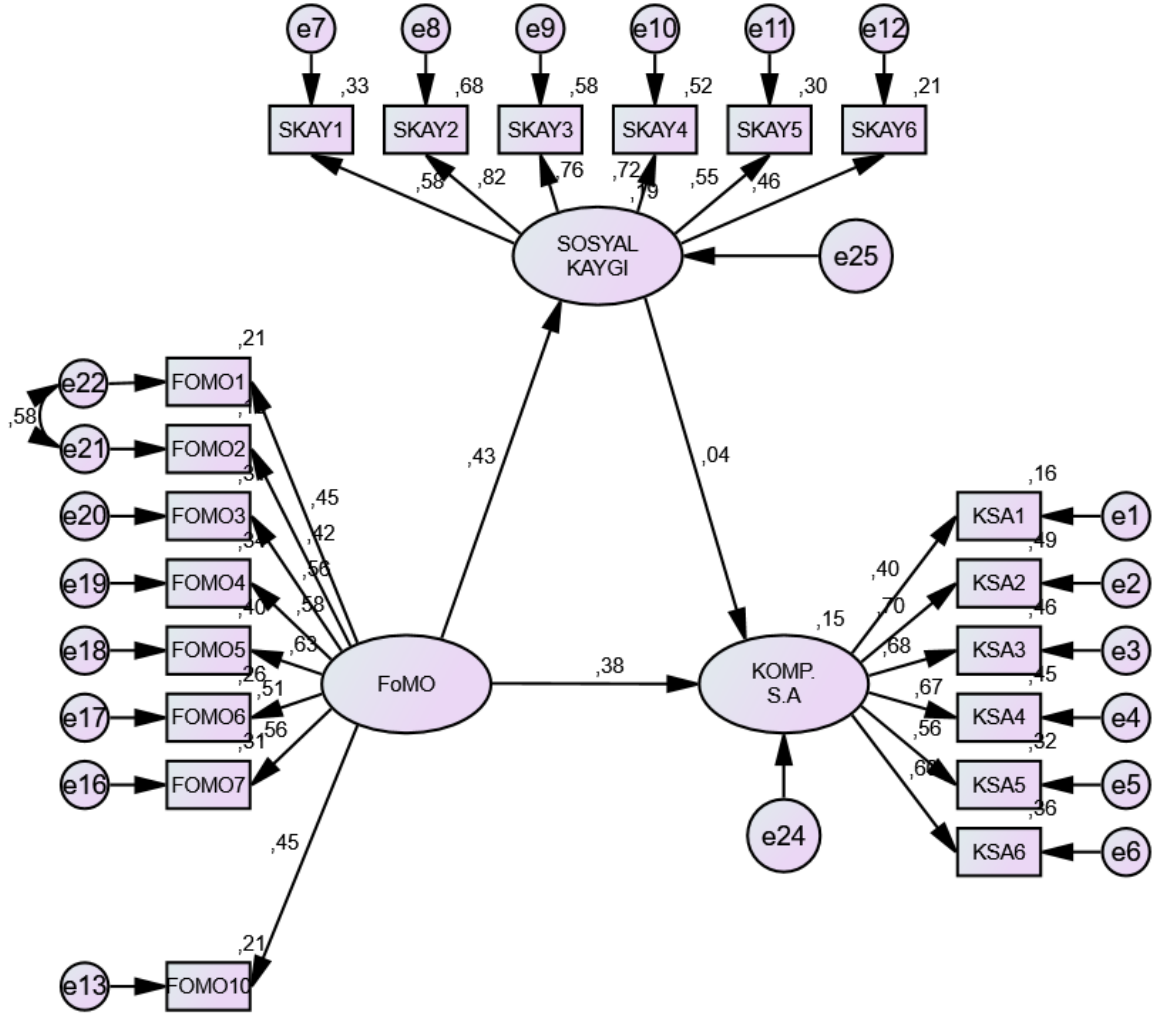 e7 e8 e9 e10 e11 e12
,33 ,68 ,58 ,52 ,30 ,21
SKAY1 SKAY2 SKAY3 SKAY4 SKAY5 SKAY6
,58 ,82 ,76 ,72 ,55 ,46
,19
SOSYAL
KAYGI
e25
,21
e22 FOMO1
,58
e21 FOMO2
e20 FOMO3
,34
e19 FOMO4
,40
e18 FOMO5
,26
e17 FOMO6
,31
e16 FOMO7
,45
,42
,56
,58
,63
,51
,56
,43
,04
FoMO
,38
,15
KOMP.
S.A
e24
,16
KSA1 e1
,49
KSA2 e2
,46
KSA3 e3
,45
KSA4 e4
,32
KSA5 e5
,36
KSA6 e6
,40
,70
,68
,67
,56
,45
,21
e13 FOMO10